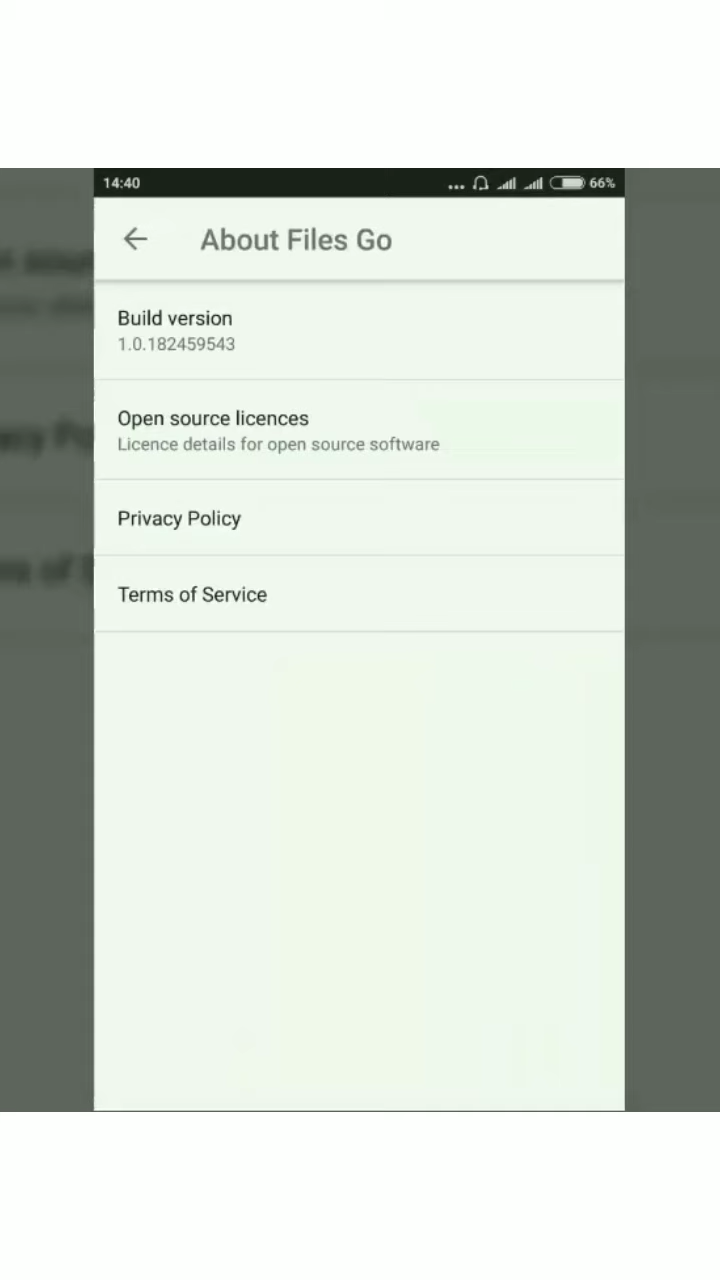 14:40
... 66%
About Files Go
Build version
1.0.182459543
Open source licences
Licence details for open source software
Privacy Policy
Terms of Service